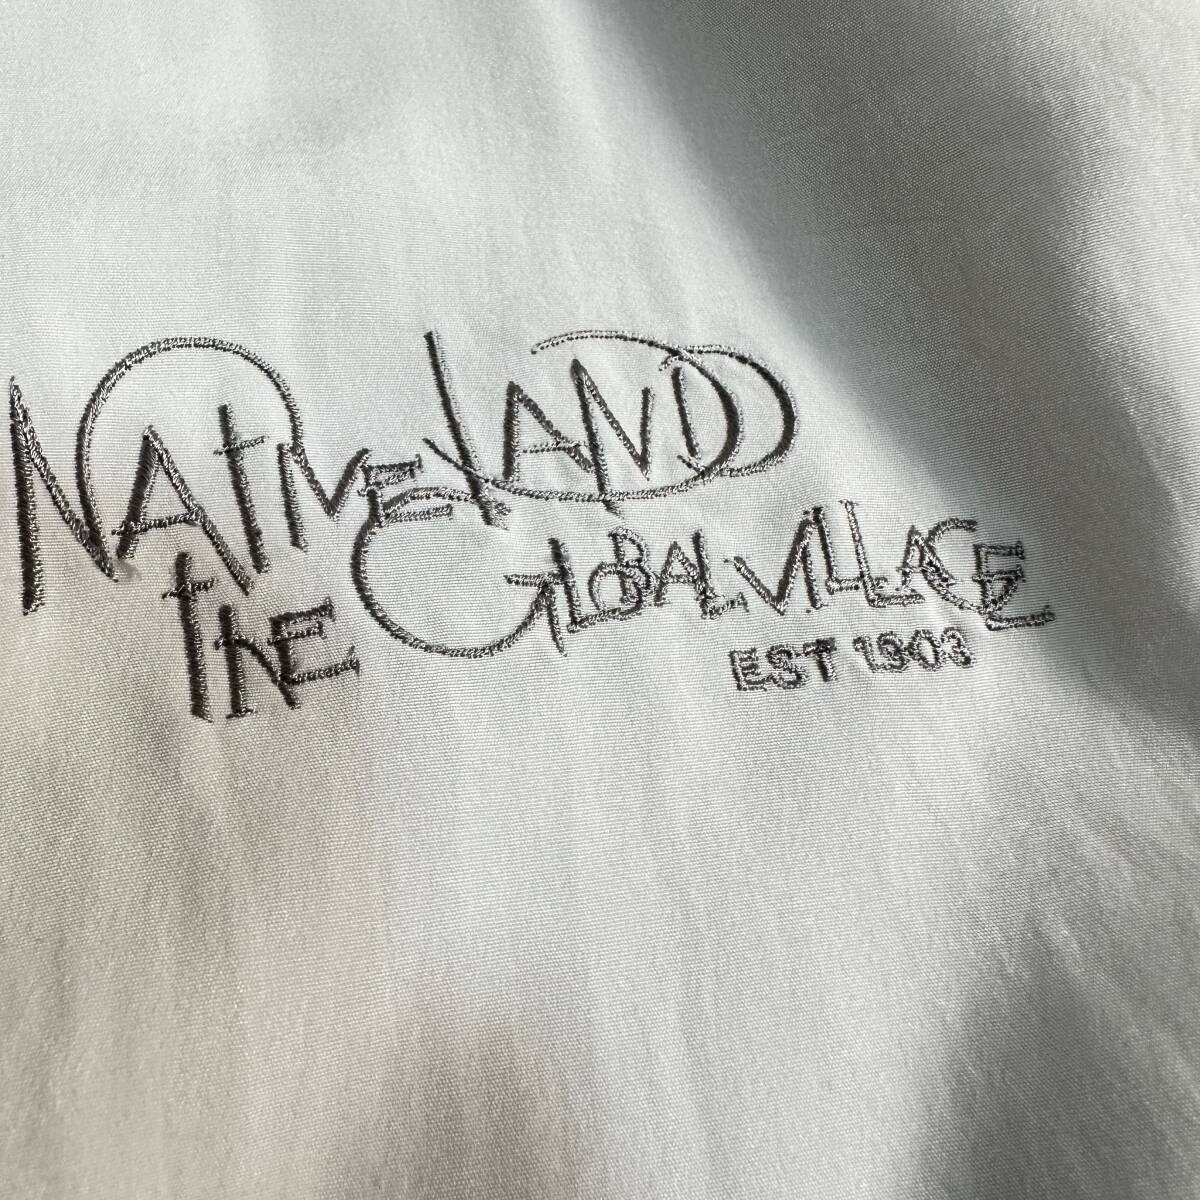 NATIVE LAND
THE GLOBAL VILLAGE
EST 1903